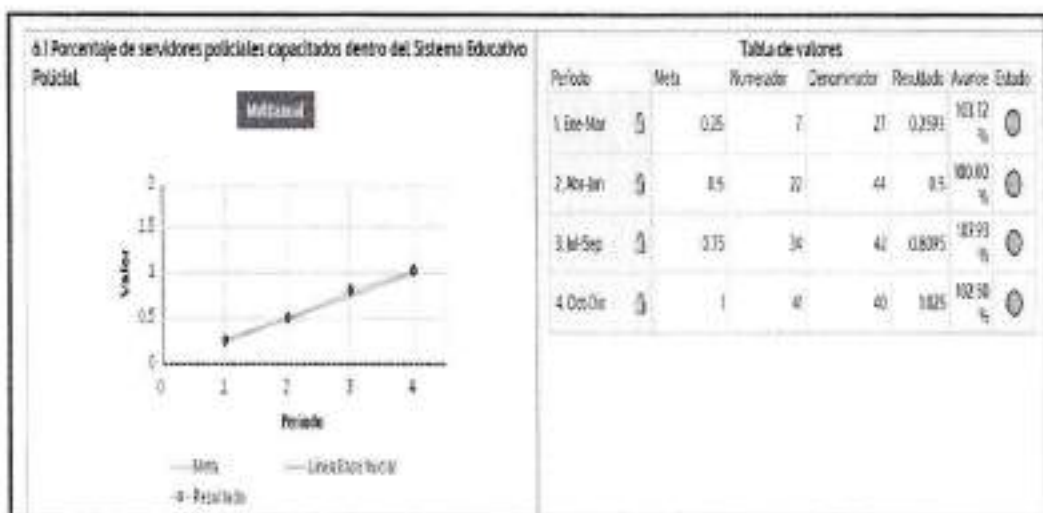 6.1 Porcentaje de servidores policiales capacitados dentro del Sistema Educativo
Policial.
2
1.5
1
0.5
0
0 1 2 3 4
Valor
Periodo
Meta Linea Base Inicial
Resultado
Tabla de valores
Período Meta Numerador Denominador Resultado Avance Estado
1. Ene-Mar 0.25 7 27 0.2593 103.72 %
2. Abr-Jun 0.5 22 44 0.5 100.00 %
3. Jul-Sep 0.75 34 42 0.8095 107.93 %
4. Oct-Dic 1 41 40 1.025 102.50 %